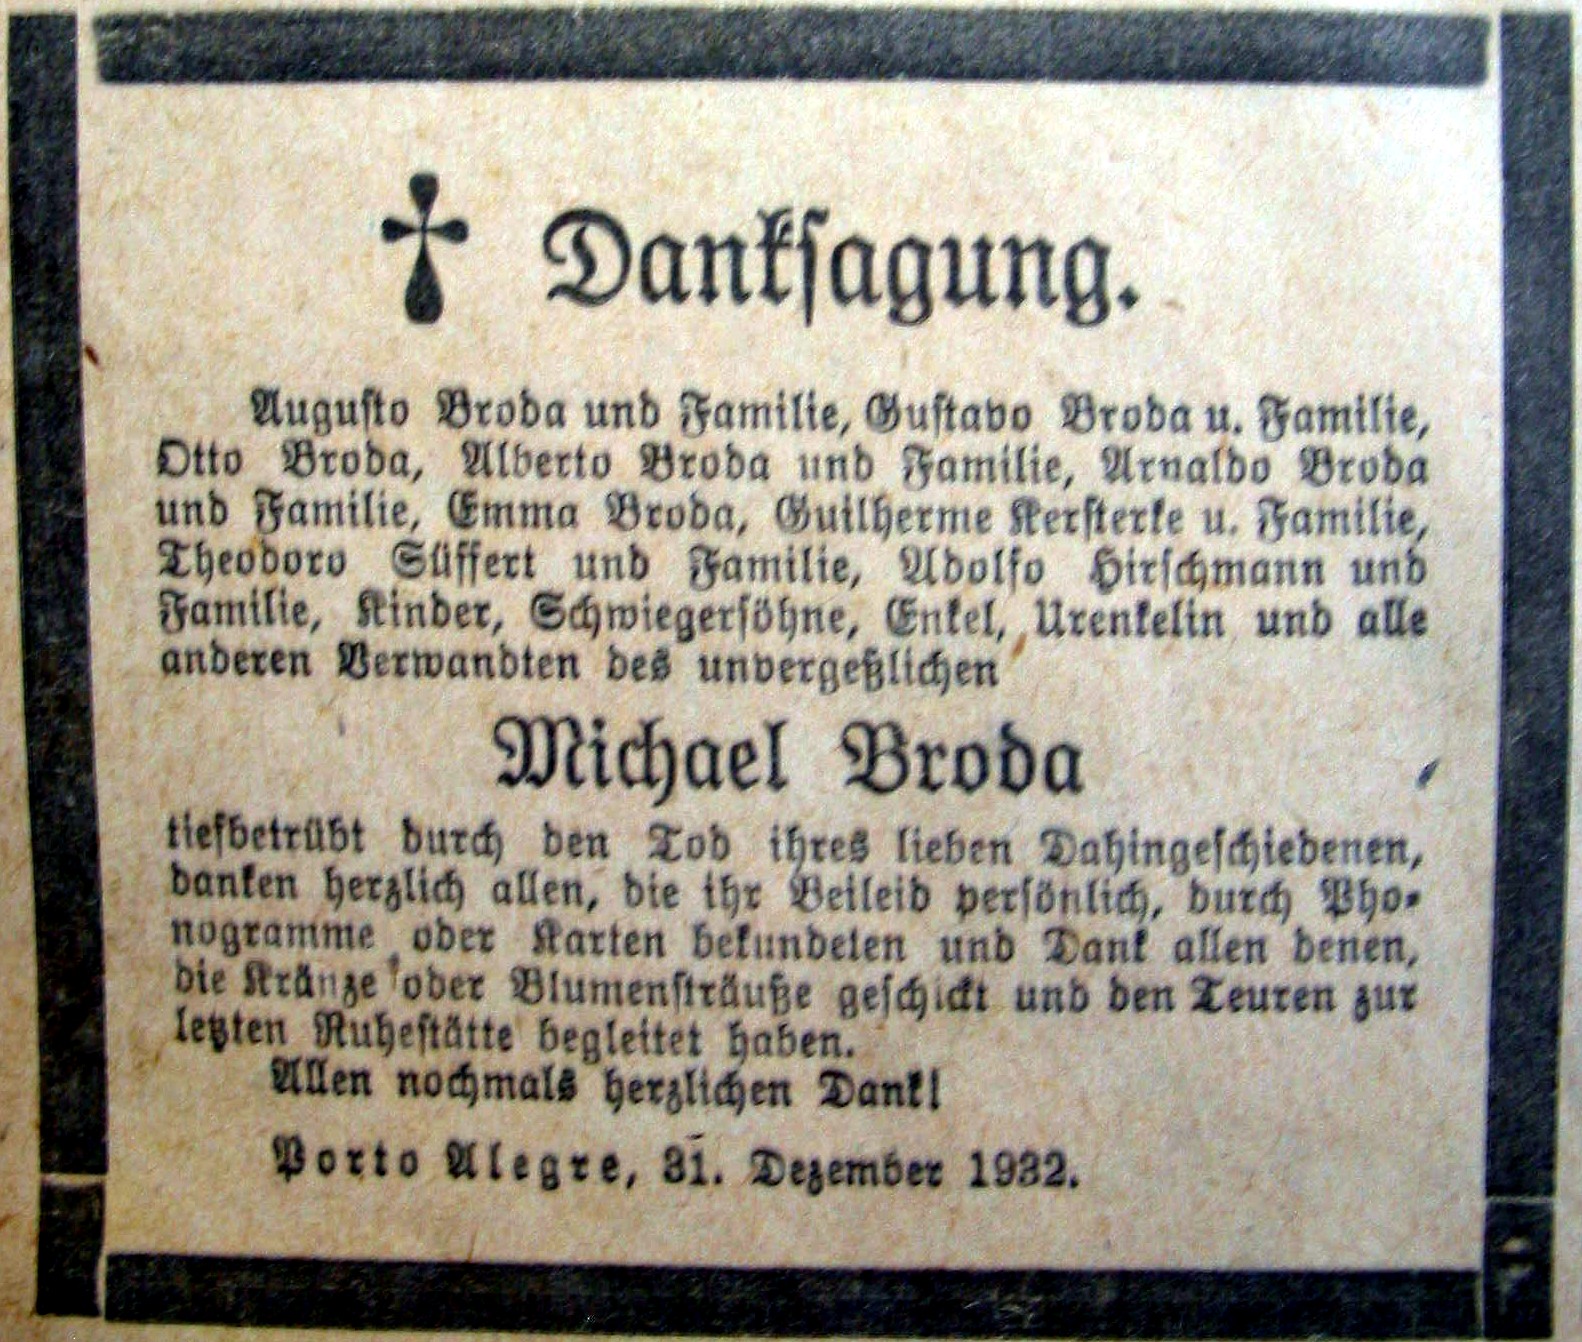 Danksagung.
Augusto Broda und Familie, Gustavo Broda u. Familie,
Otto Broda, Alberto Broda und Familie, Arnaldo Broda
und Familie, Emma Broda, Guilherme Kersterke u. Familie,
Theodoro Süffert und Familie, Adolfo Hirschmann und
Familie, Kinder, Schwiegersöhne, Enkel, Urenkelin und alle
anderen Verwandten des unvergeßlichen
Michael Broda
tiefbetrübt durch den Tod ihres lieben Dahingeschiedenen,
danken herzlich allen, die ihr Beileid persönlich, durch Pho-
nogramme oder Karten bekundeten und Dank allen denen,
die Kränze oder Blumensträuße geschickt und den Teuren zur
letzten Ruhestätte begleitet haben.
Allen nochmals herzlichen Dank!
Porto Alegre, 31. Dezember 1932.